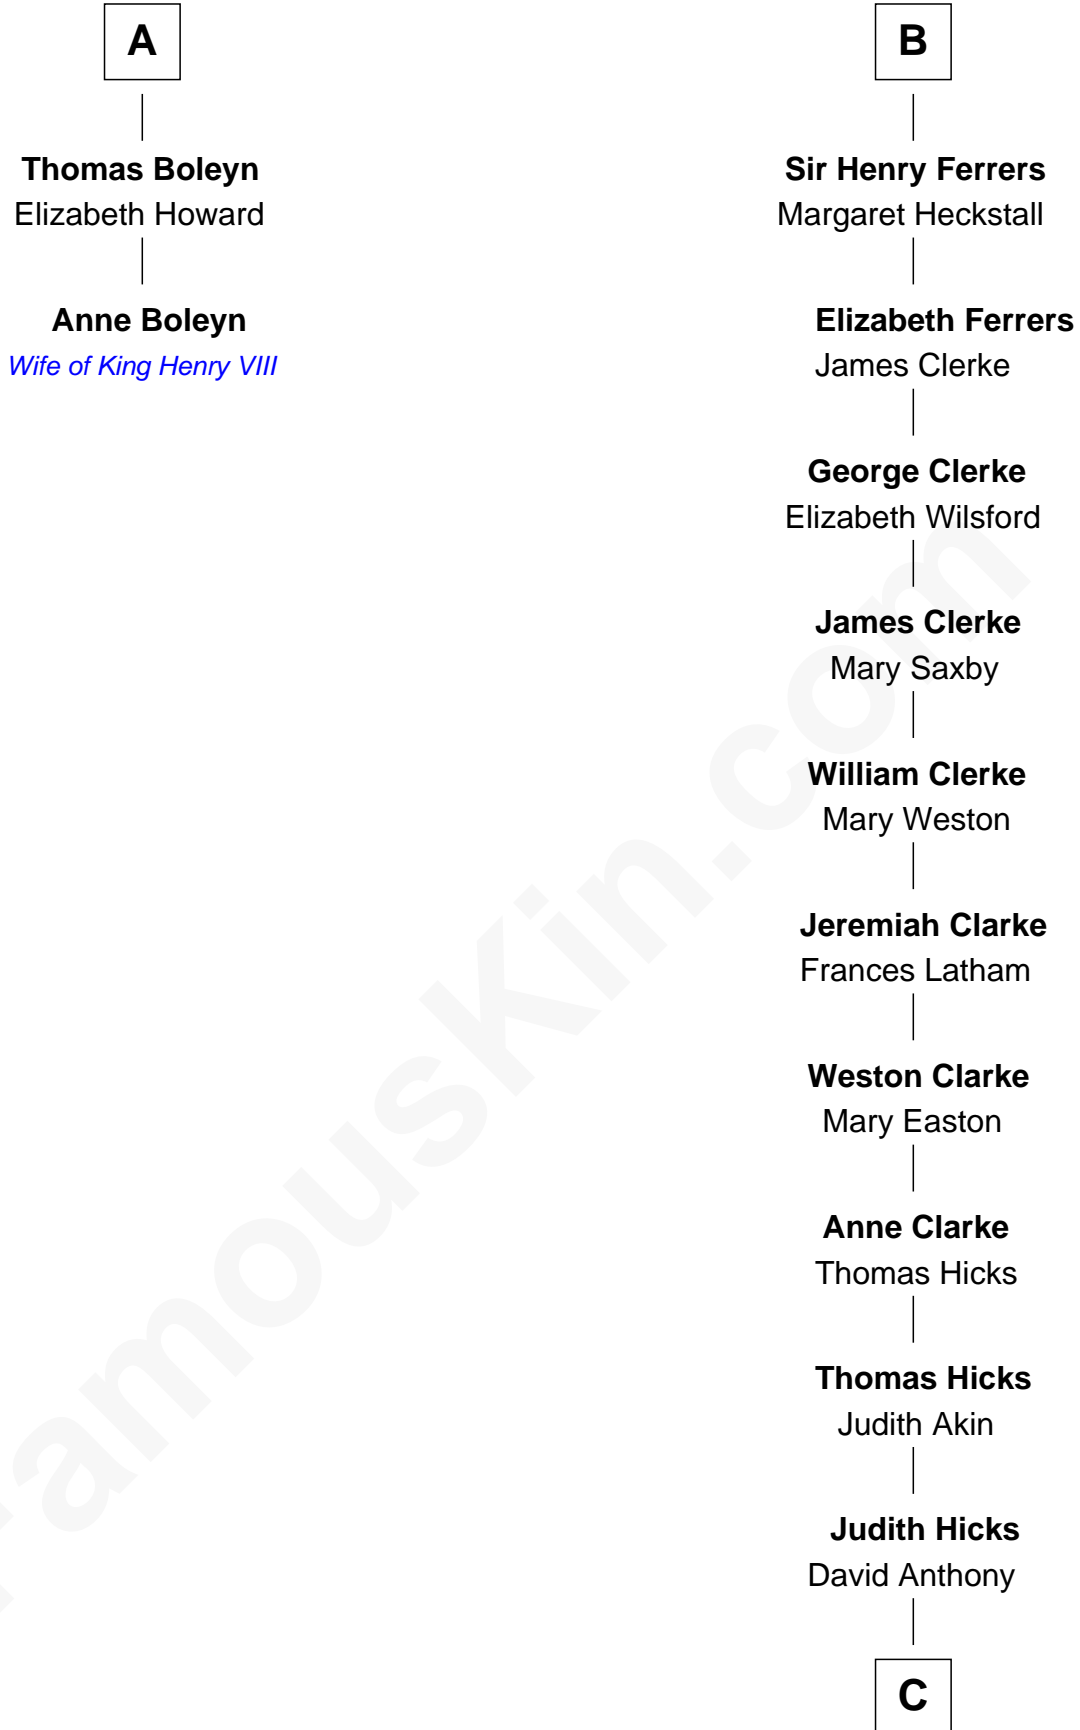 A
Thomas Boleyn
Elizabeth Howard
Anne Boleyn
Wife of King Henry VIII
B
Sir Henry Ferrers
Margaret Heckstall
Elizabeth Ferrers
James Clerke
George Clerke
Elizabeth Wilsford
James Clerke
Mary Saxby
William Clerke
Mary Weston
Jeremiah Clarke
Frances Latham
Weston Clarke
Mary Easton
Anne Clarke
Thomas Hicks
Thomas Hicks
Judith Akin
Judith Hicks
David Anthony
C
FamousKin.com